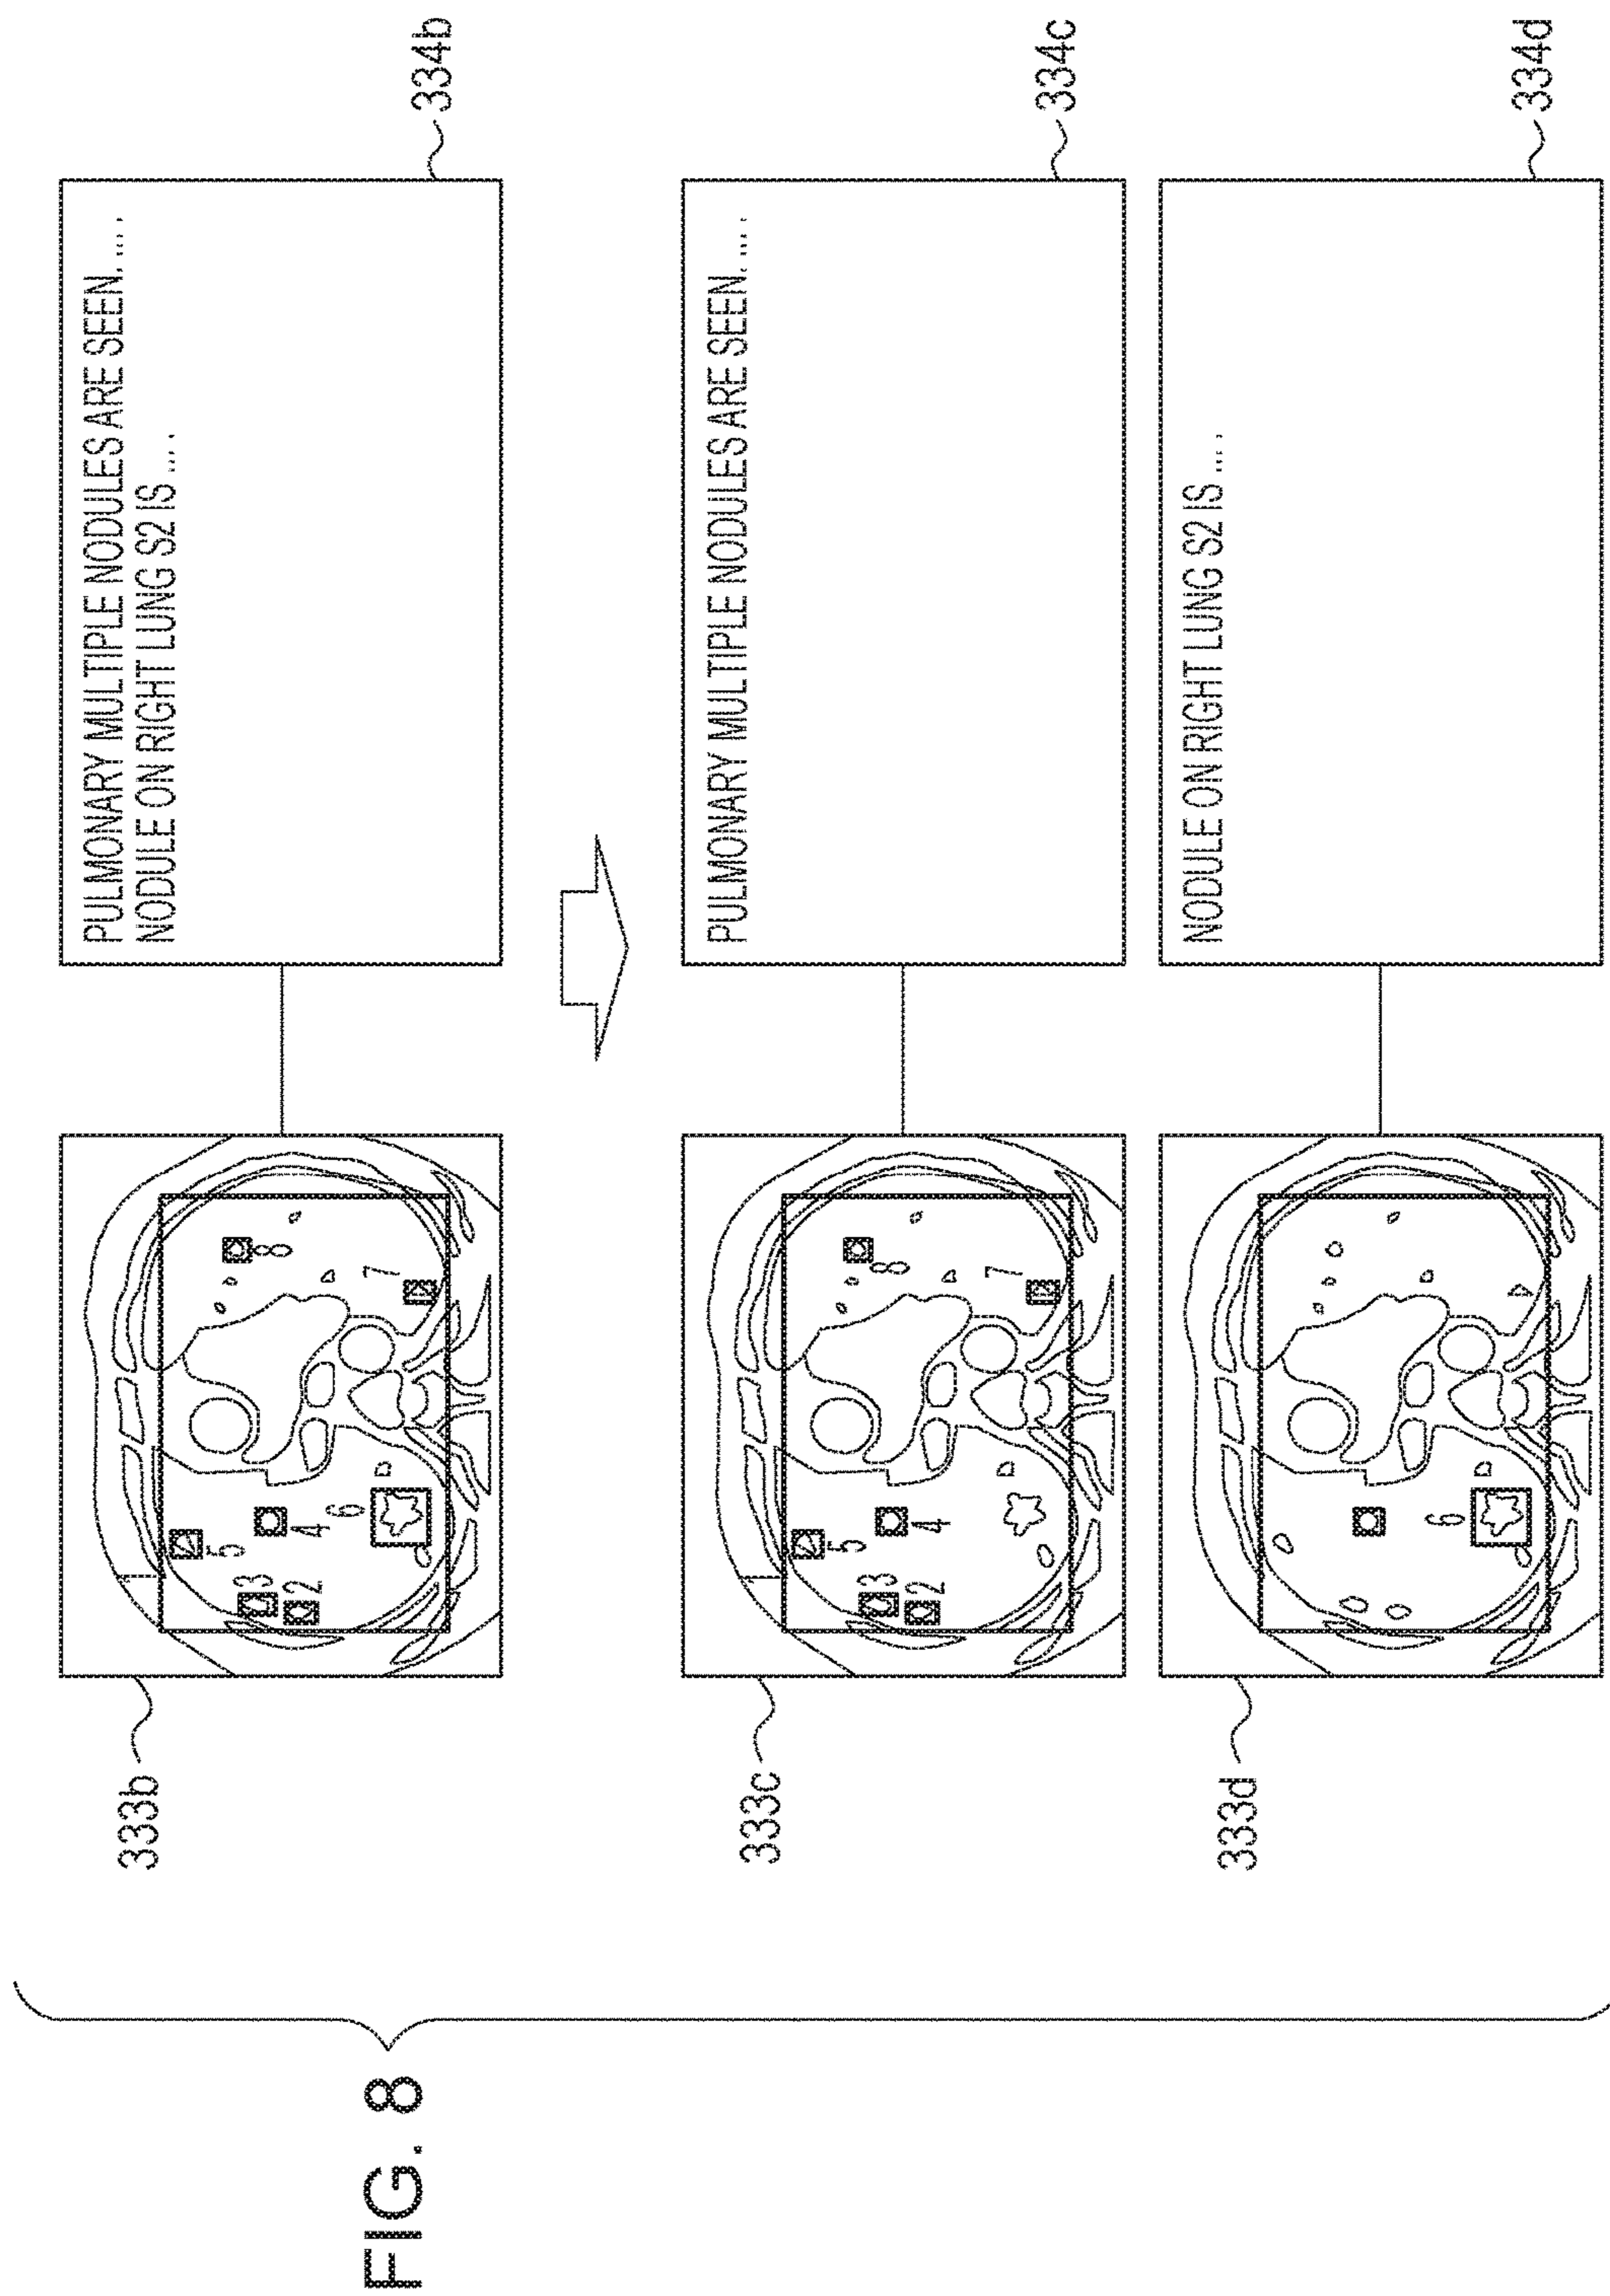 FIG. 8
333b
5
3
2
4
6
8
7
PULMONARY MULTIPLE NODULES ARE SEEN. ... .
NODULE ON RIGHT LUNG S2 IS ... .
334b
333c
5
3
2
4
8
7
PULMONARY MULTIPLE NODULES ARE SEEN. ... .
334c
333d
6
NODULE ON RIGHT LUNG S2 IS ... .
334d